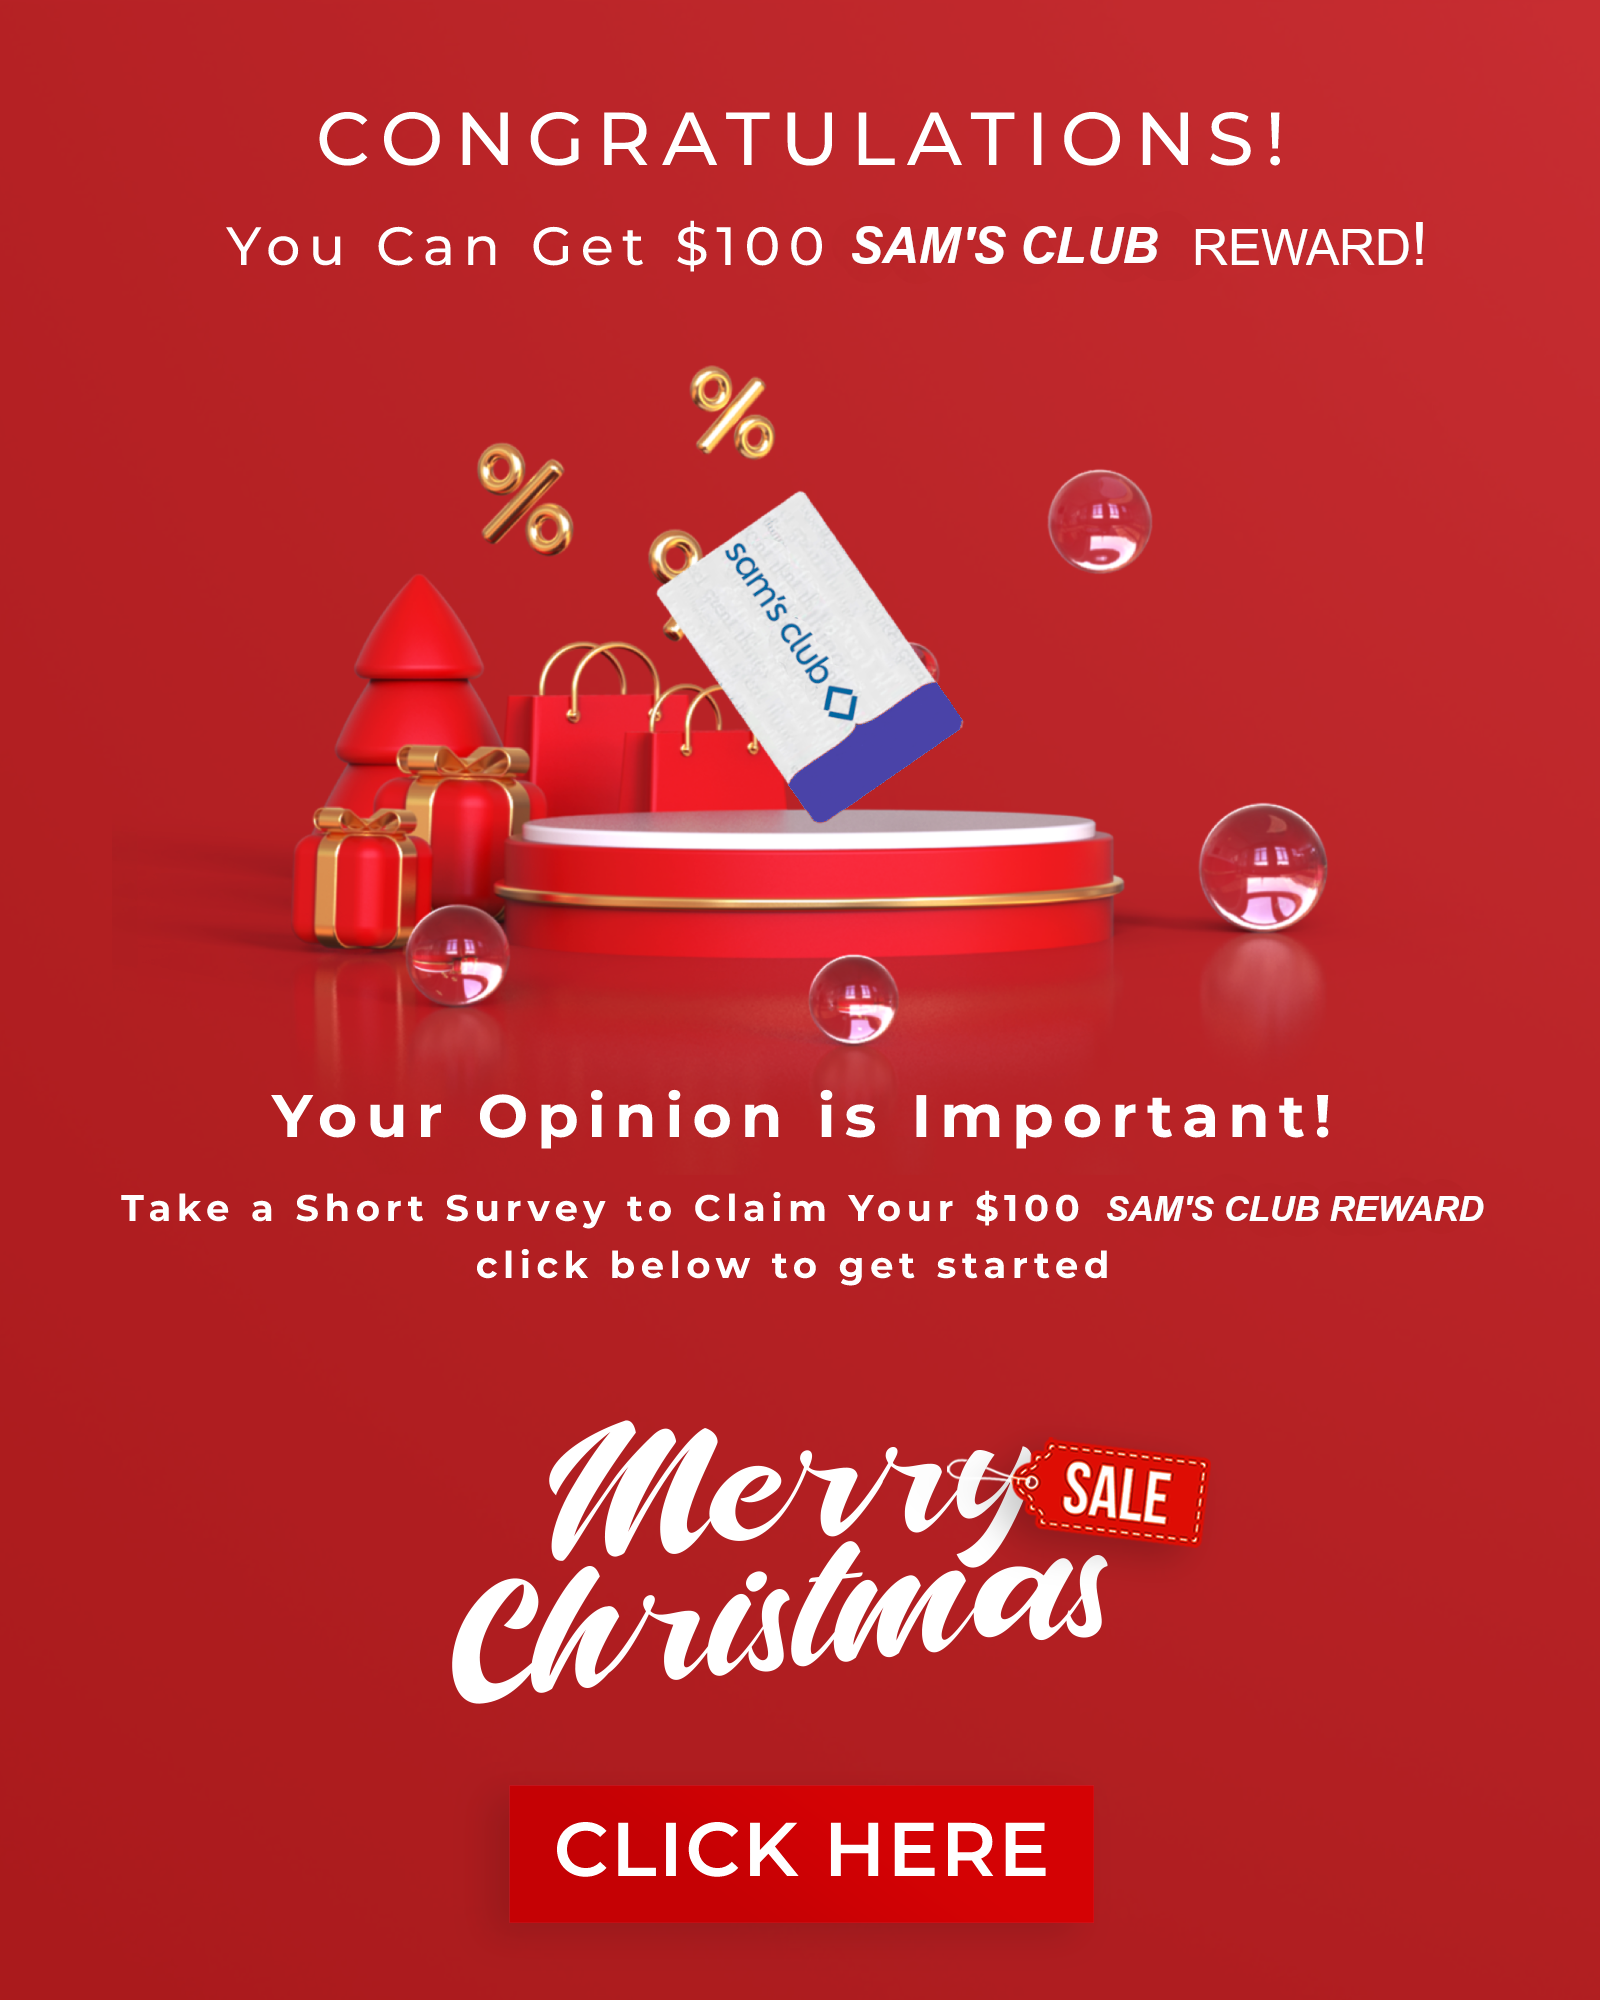 CONGRATULATIONS!
You Can Get $100 SAM'S CLUB REWARD!
sam's club
Your Opinion is Important!
Take a Short Survey to Claim Your $100 SAM'S CLUB REWARD
click below to get started
Merry
SALE
Christmas
CLICK HERE